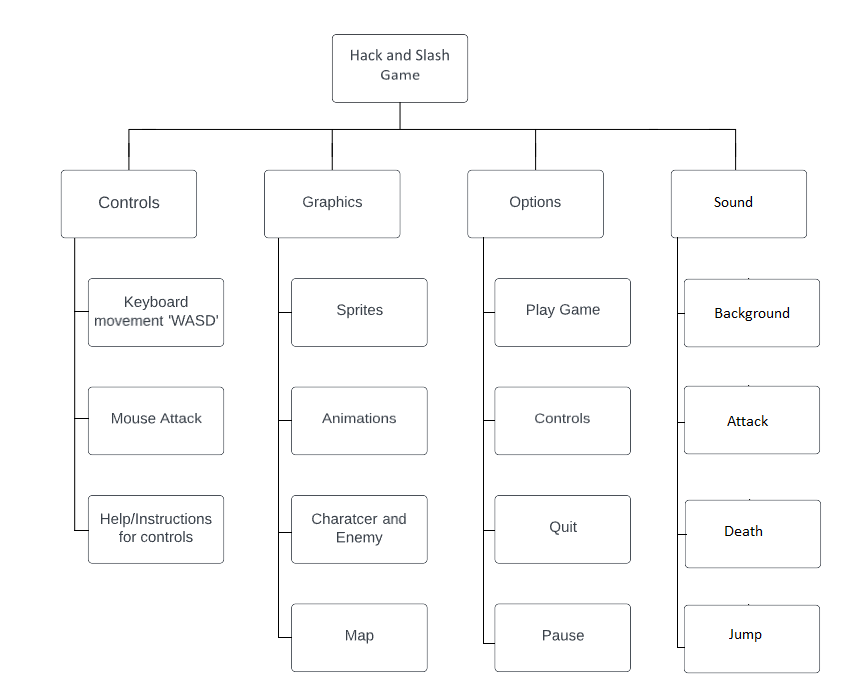 Hack and Slash
Game
Controls
Graphics
Options
Sound
Keyboard
movement 'WASD'
Sprites
Play Game
Background
Mouse Attack
Animations
Controls
Attack
Help/Instructions
for controls
Charatcer and
Enemy
Quit
Death
Map
Pause
Jump